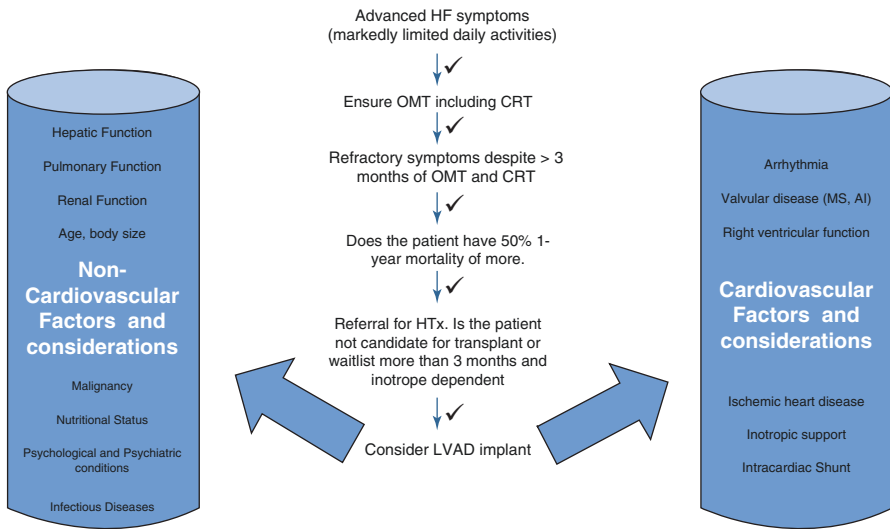 Advanced HF symptoms
(markedly limited daily activities)
Ensure OMT including CRT
Refractory symptoms despite > 3
months of OMT and CRT
Does the patient have 50% 1-
year mortality of more.
Referral for HTx. Is the patient
not candidate for transplant or
waitlist more than 3 months and
inotrope dependent
Consider LVAD implant
Hepatic Function
Pulmonary Function
Renal Function
Age, body size
Non-
Cardiovascular
Factors and
considerations
Malignancy
Nutritional Status
Psychological and Psychiatric
conditions
Infectious Diseases
Arrhythmia
Valvular disease (MS, AI)
Right ventricular function
Cardiovascular
Factors and
considerations
Ischemic heart disease
Inotropic support
Intracardiac Shunt